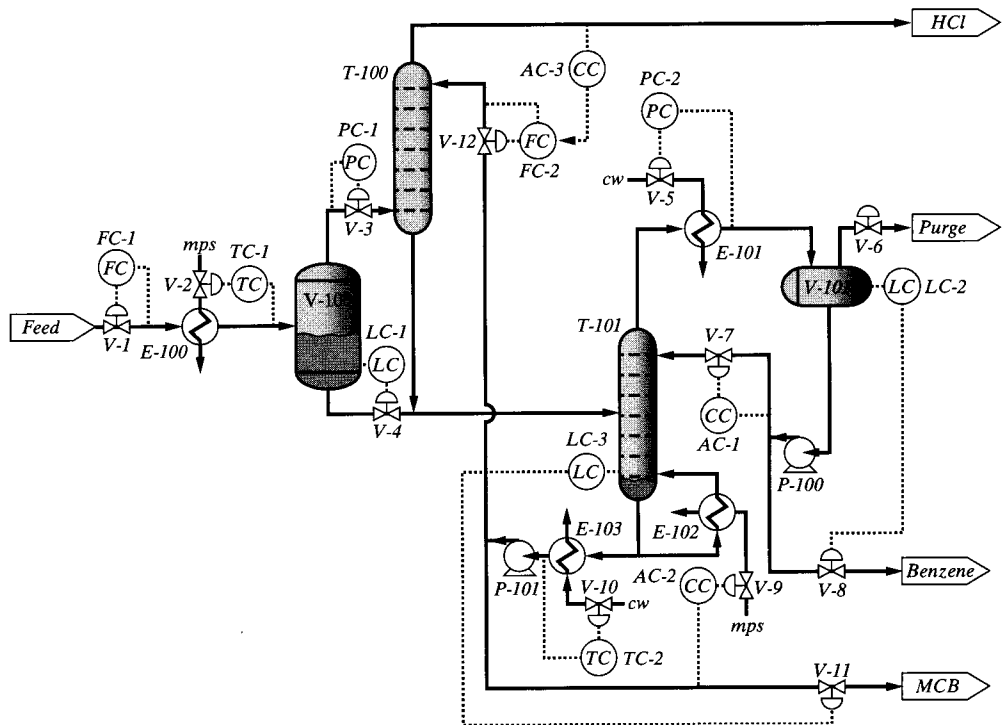 HCl
AC-3
CC
T-100
PC-2
PC
PC-1
PC
V-12
FC
FC-2
cw
V-5
V-3
E-101
V-6
Purge
FC-1
FC
mps
TC-1
V-2
TC
LC
LC-2
Feed
V-1
E-100
LC-1
LC
T-101
V-7
V-4
CC
AC-1
LC-3
LC
P-100
E-103
E-102
P-101
V-10
cw
AC-2
CC
V-9
mps
V-8
Benzene
TC
TC-2
V-11
MCB